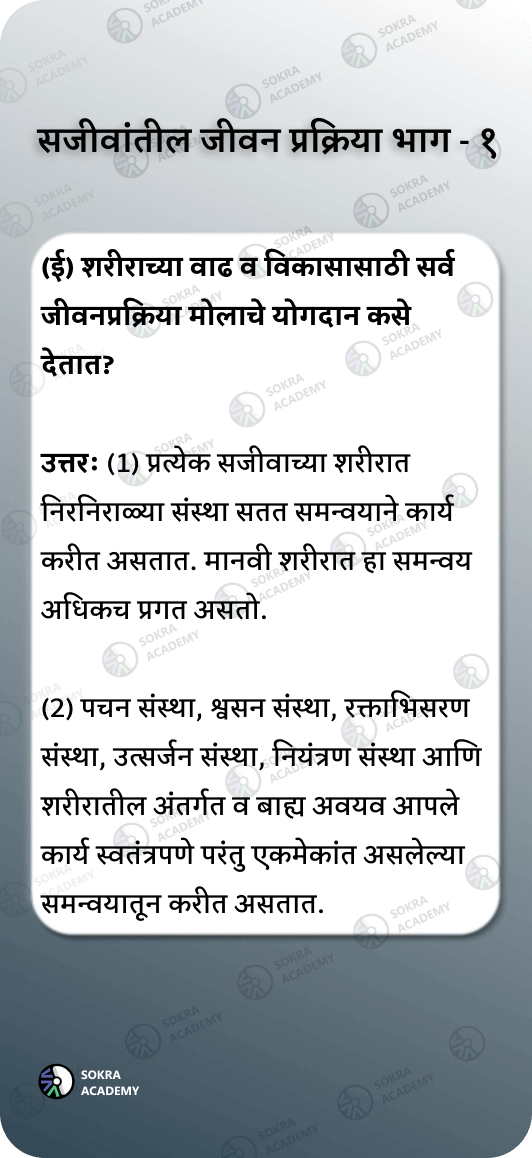 सजीवांतील जीवन प्रक्रिया भाग - १
(ई) शरीराच्या वाढ व विकासासाठी सर्व
जीवनप्रक्रिया मोलाचे योगदान कसे
देतात?
उत्तरः (1) प्रत्येक सजीवाच्या शरीरात
निरनिराळ्या संस्था सतत समन्वयाने कार्य
करीत असतात. मानवी शरीरात हा समन्वय
अधिकच प्रगत असतो.
(2) पचन संस्था, श्वसन संस्था, रक्ताभिसरण
संस्था, उत्सर्जन संस्था, नियंत्रण संस्था आणि
शरीरातील अंतर्गत व बाह्य अवयव आपले
कार्य स्वतंत्रपणे परंतु एकमेकांत असलेल्या
समन्वयातून करीत असतात.
SOKRA
ACADEMY